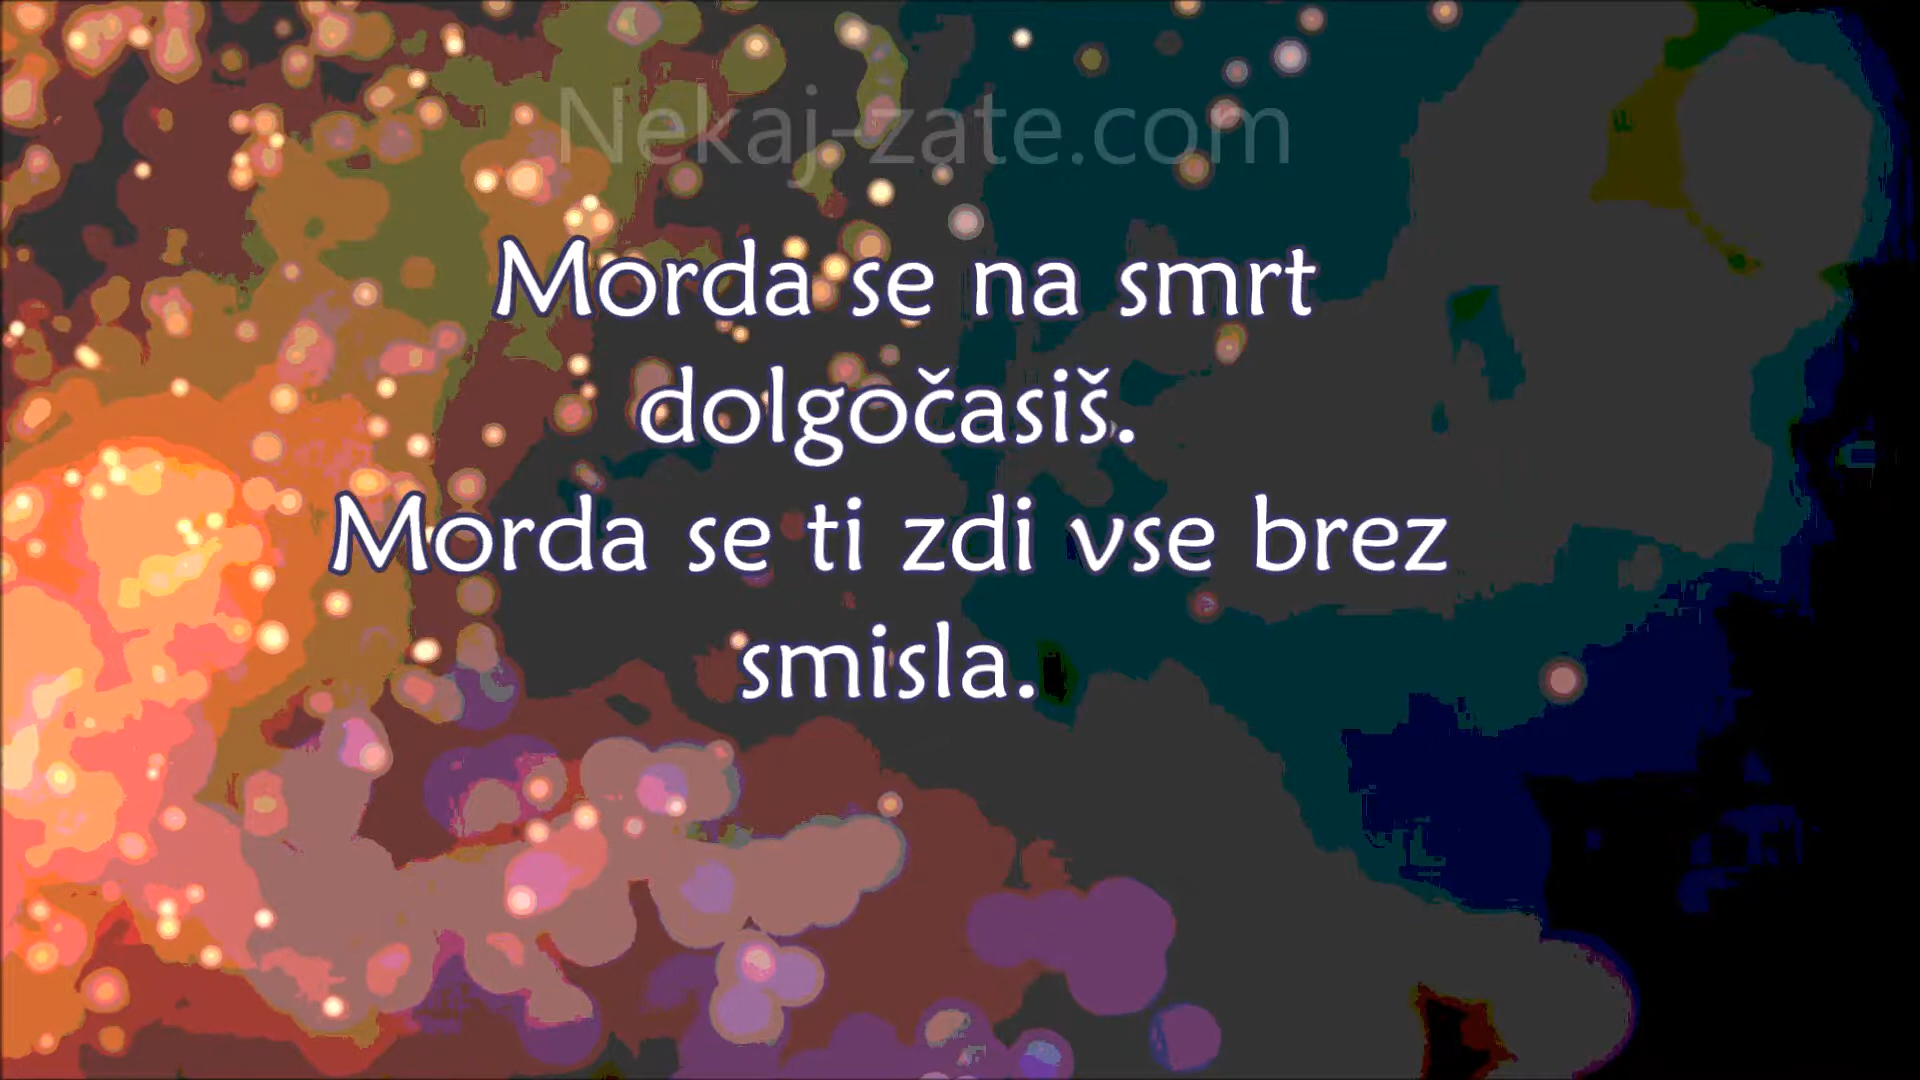 Nekaj-zate.com
Morda se na smrt
dolgočasiš.
Morda se ti zdi vse brez
smisla.